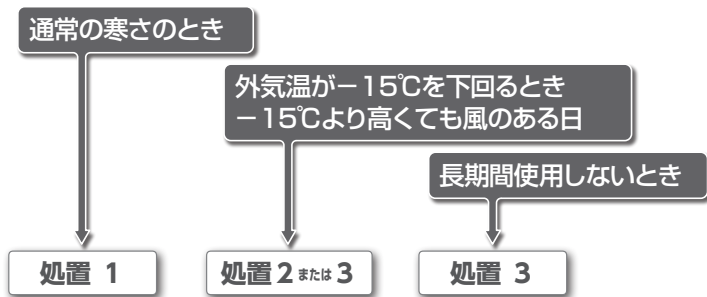 通常の寒さのとき
外気温が－15℃を下回るとき
－15℃より高くても風のある日
長期間使用しないとき
処置 1
処置 2 または 3
処置 3